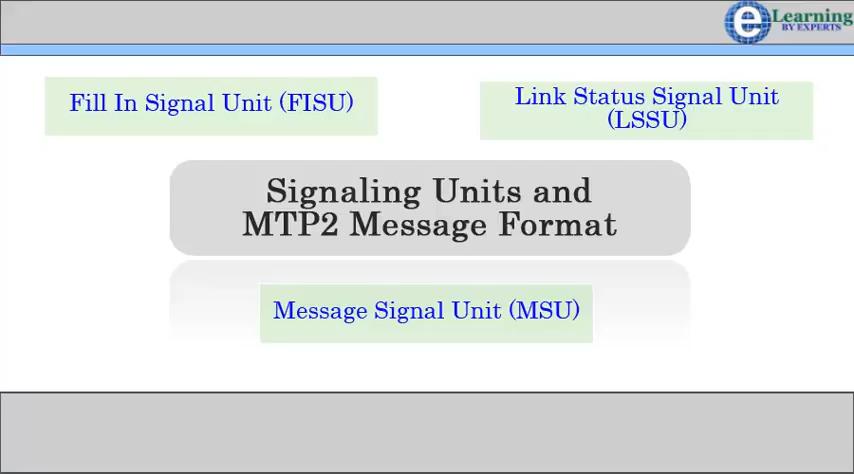 e Learning
BY EXPERTS
Fill In Signal Unit (FISU)
Link Status Signal Unit
(LSSU)
Signaling Units and
MTP2 Message Format
Message Signal Unit (MSU)